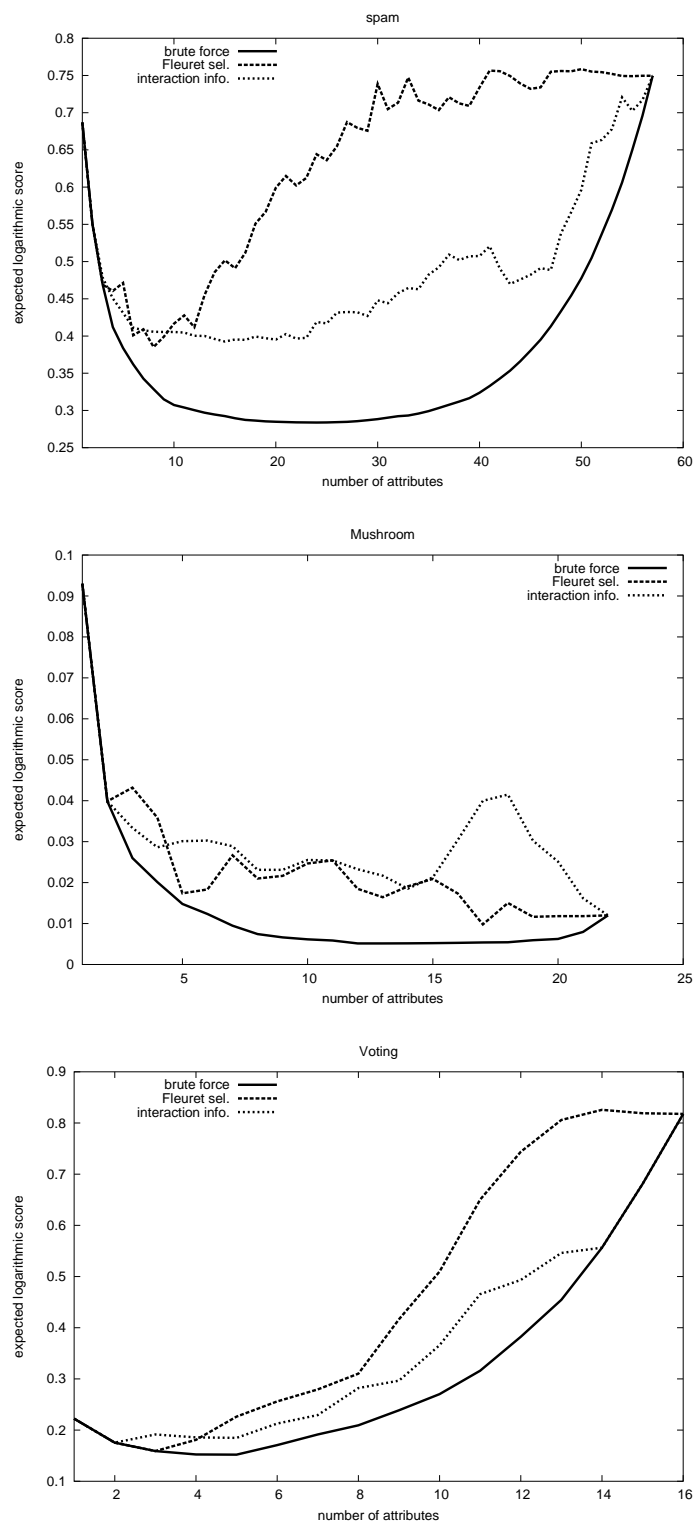 spam
brute force
Fleuret sel.
interaction info.
expected logarithmic score
0.8
0.75
0.7
0.65
0.6
0.55
0.5
0.45
0.4
0.35
0.3
0.25
10 20 30 40 50 60
number of attributes
Mushroom
brute force
Fleuret sel.
interaction info.
expected logarithmic score
0.1
0.09
0.08
0.07
0.06
0.05
0.04
0.03
0.02
0.01
0
5 10 15 20 25
number of attributes
Voting
brute force
Fleuret sel.
interaction info.
expected logarithmic score
0.9
0.8
0.7
0.6
0.5
0.4
0.3
0.2
0.1
2 4 6 8 10 12 14 16
number of attributes